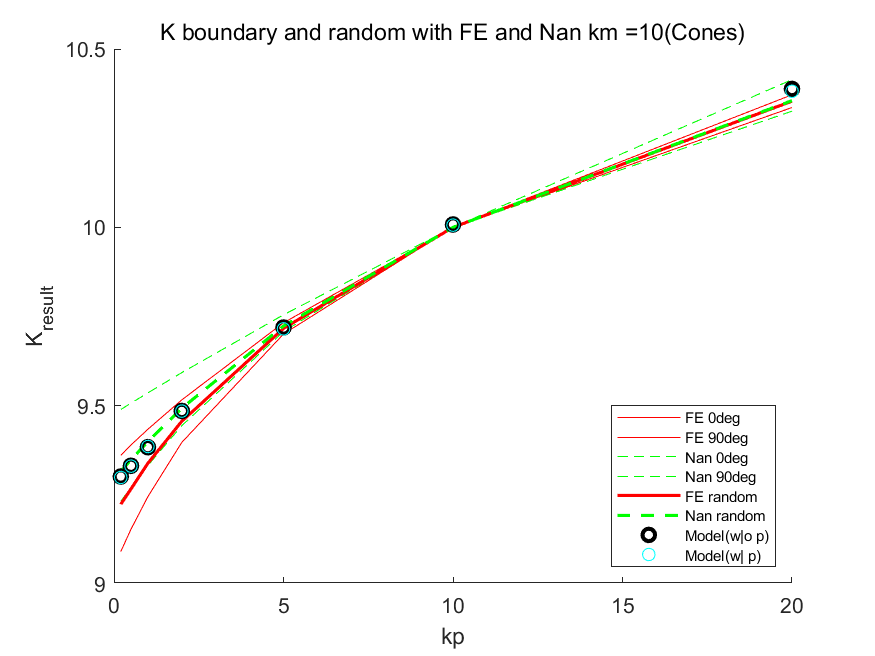 K boundary and random with FE and Nan km =10(Cones)
10.5
10
9.5
9
K_result
0
5
10
15
20
kp
FE 0deg
FE 90deg
Nan 0deg
Nan 90deg
FE random
Nan random
Model(w|o p)
Model(w| p)